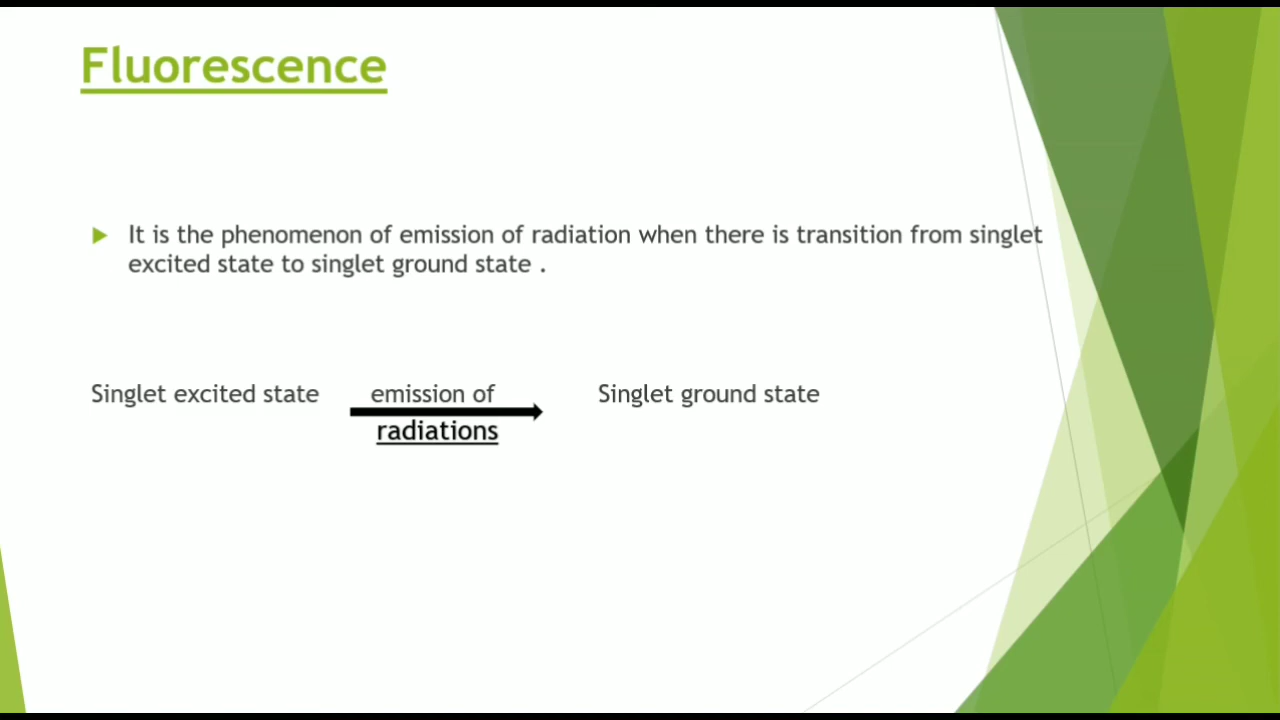 Fluorescence
It is the phenomenon of emission of radiation when there is transition from singlet
excited state to singlet ground state .
Singlet excited state emission of Singlet ground state
radiations